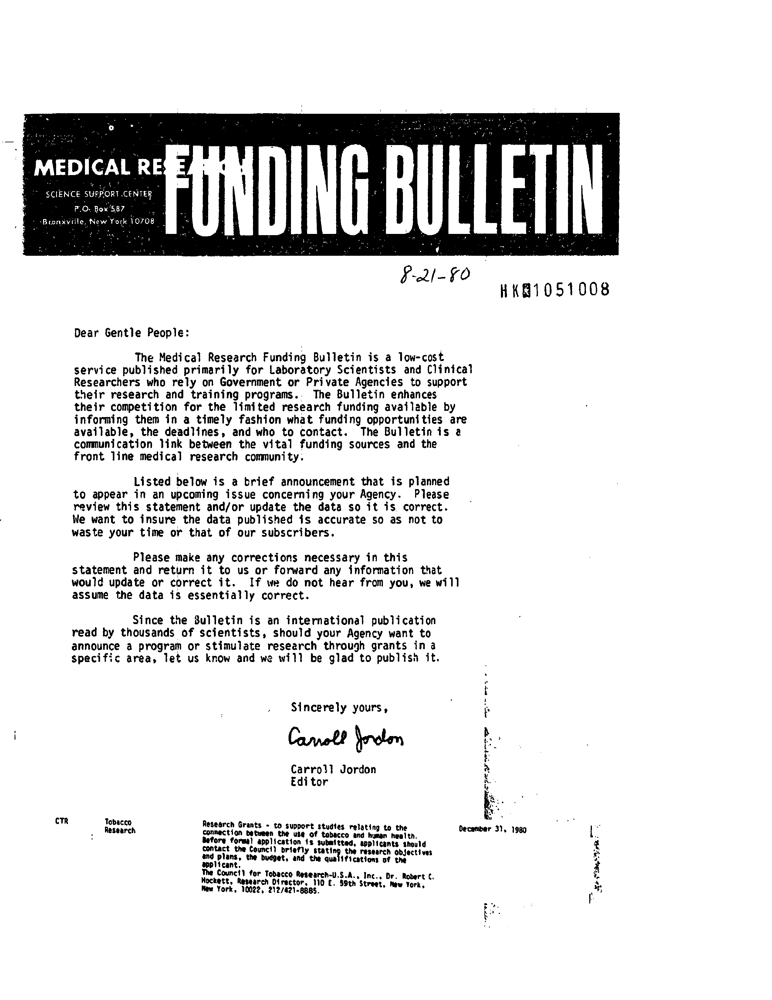 MEDICAL RESEARCH
FUNDING BULLETIN
SCIENCE SUPPORT CENTER
P.O. Box 587
Bronxville, New York 10708
8-21-80
HK 1051008
Dear Gentle People:
The Medical Research Funding Bulletin is a low-cost
service published primarily for Laboratory Scientists and Clinical
Researchers who rely on Government or Private Agencies to support
their research and training programs. The Bulletin enhances
their competition for the limited research funding available by
informing them in a timely fashion what funding opportunities are
available, the deadlines, and who to contact. The Bulletin is a
communication link between the vital funding sources and the
front line medical research community.
Listed below is a brief announcement that is planned
to appear in an upcoming issue concerning your Agency. Please
review this statement and/or update the data so it is correct.
We want to insure the data published is accurate so as not to
waste your time or that of our subscribers.
Please make any corrections necessary in this
statement and return it to us or forward any information that
would update or correct it. If we do not hear from you, we will
assume the data is essentially correct.
Since the Bulletin is an international publication
read by thousands of scientists, should your Agency want to
announce a program or stimulate research through grants in a
specific area, let us know and we will be glad to publish it.
Sincerely yours,
Carroll Jordon
Carroll Jordon
Editor
CTR
Tobacco
Research
Research Grants - to support studies relating to the
connection between the use of tobacco and human health.
Before formal application is submitted, applicants should
contact the Council briefly stating the research objectives
and plans, the budget, and the qualifications of the
applicant.
The Council for Tobacco Research-U.S.A., Inc., Dr. Robert C.
Hockett, Research Director, 110 E. 59th Street, New York,
New York, 10022, 212/421-8885.
December 31, 1980